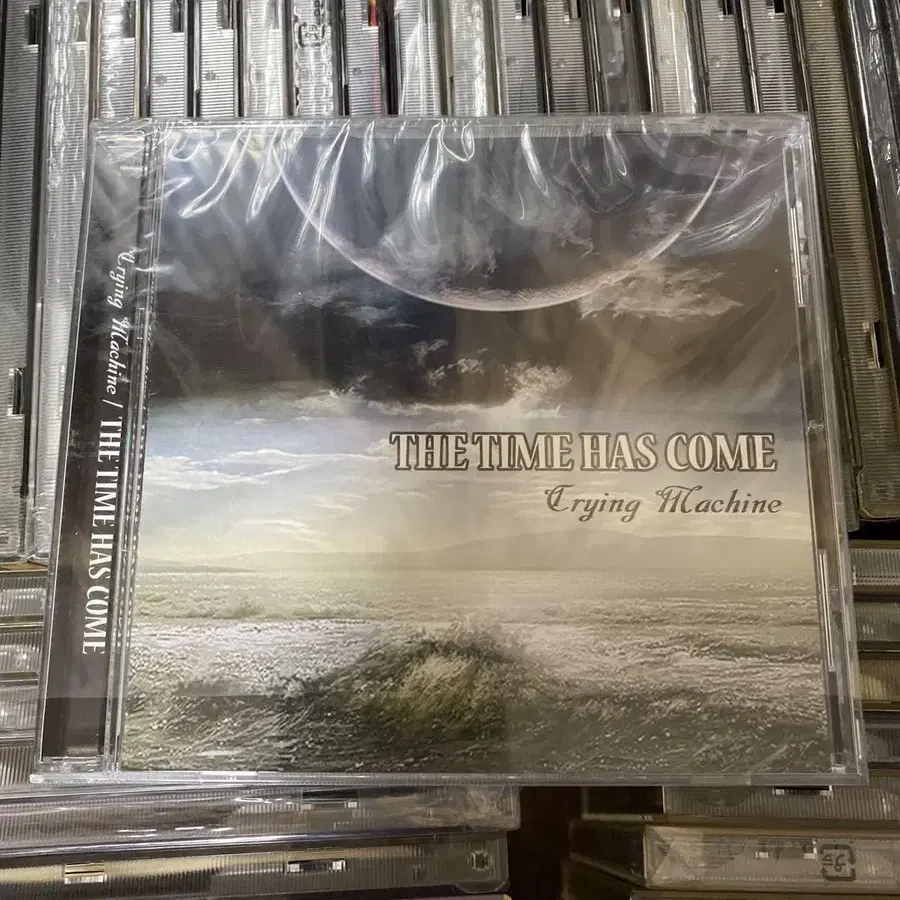 Crying Machine / THE TIME HAS COME
THE TIME HAS COME
Crying Machine